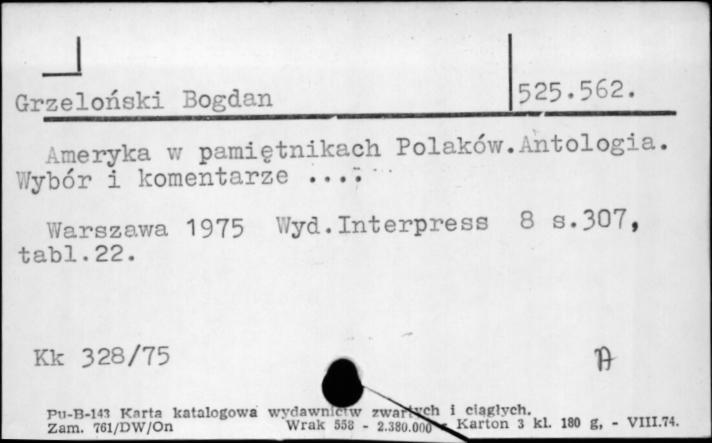 Grzeloński Bogdan 525.562.
Ameryka w pamiętnikach Polaków.Antologia.
Wybór i komentarze ....
Warszawa 1975 Wyd.Interpress 8 s.307,
tabl.22.
Kk 328/75
Pu-B-143 Karta katalogowa wydawnictw zwartych i ciągłych.
Zam. 761/DW/On Wrak 558 - 2.380.000 - Karton 3 kl. 180 g, - VIII.74.